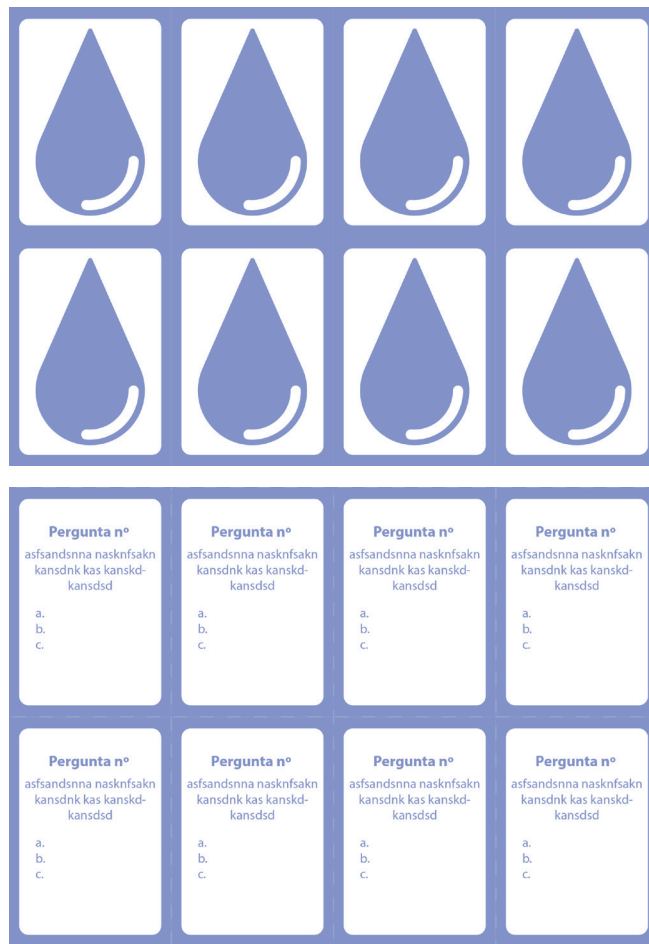 Pergunta nº
asfsandsnna nasknfsakn
kansdnk kas kanskd-
kansdsd
a.
b.
c.
Pergunta nº
asfsandsnna nasknfsakn
kansdnk kas kanskd-
kansdsd
a.
b.
c.
Pergunta nº
asfsandsnna nasknfsakn
kansdnk kas kanskd-
kansdsd
a.
b.
c.
Pergunta nº
asfsandsnna nasknfsakn
kansdnk kas kanskd-
kansdsd
a.
b.
c.
Pergunta nº
asfsandsnna nasknfsakn
kansdnk kas kanskd-
kansdsd
a.
b.
c.
Pergunta nº
asfsandsnna nasknfsakn
kansdnk kas kanskd-
kansdsd
a.
b.
c.
Pergunta nº
asfsandsnna nasknfsakn
kansdnk kas kanskd-
kansdsd
a.
b.
c.
Pergunta nº
asfsandsnna nasknfsakn
kansdnk kas kanskd-
kansdsd
a.
b.
c.